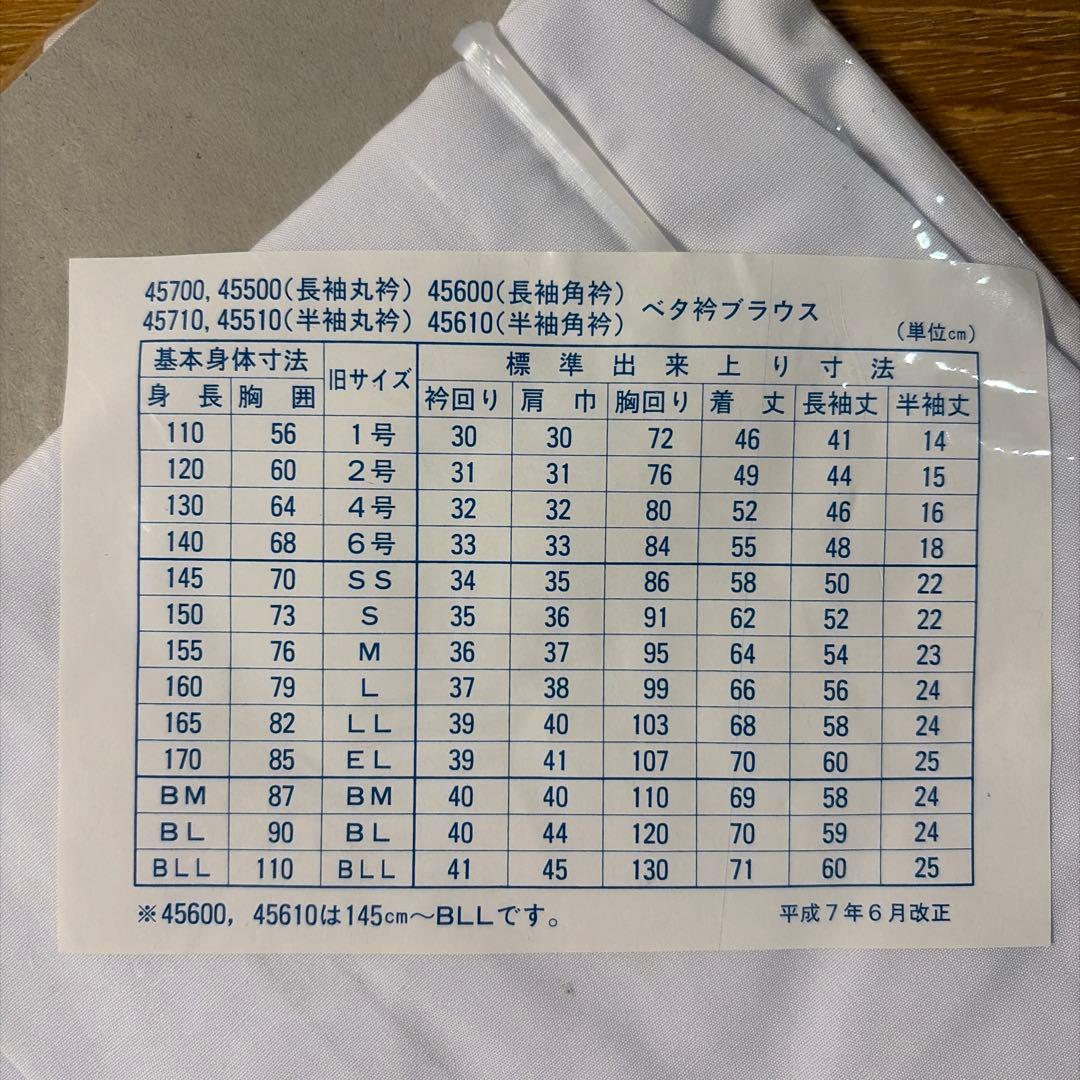 45700, 45500(長袖丸衿) 45600(長袖角衿)
45710, 45510(半袖丸衿) 45610(半袖角衿)
ベタ衿ブラウス
(単位cm)
基本身体寸法 旧サイズ 標準出来上り寸法
身長 胸囲 衿回り 肩巾 胸回り 着丈 長袖丈 半袖丈
110 56 1号 30 30 72 46 41 14
120 60 2号 31 31 76 49 44 15
130 64 4号 32 32 80 52 46 16
140 68 6号 33 33 84 55 48 18
145 70 SS 34 35 86 58 50 22
150 73 S 35 36 91 62 52 22
155 76 M 36 37 95 64 54 23
160 79 L 37 38 99 66 56 24
165 82 LL 39 40 103 68 58 24
170 85 EL 39 41 107 70 60 25
BM 87 BM 40 40 110 69 58 24
BL 90 BL 40 44 120 70 59 24
BLL 110 BLL 41 45 130 71 60 25
※45600, 45610は145cm〜BLLです。
平成7年6月改正